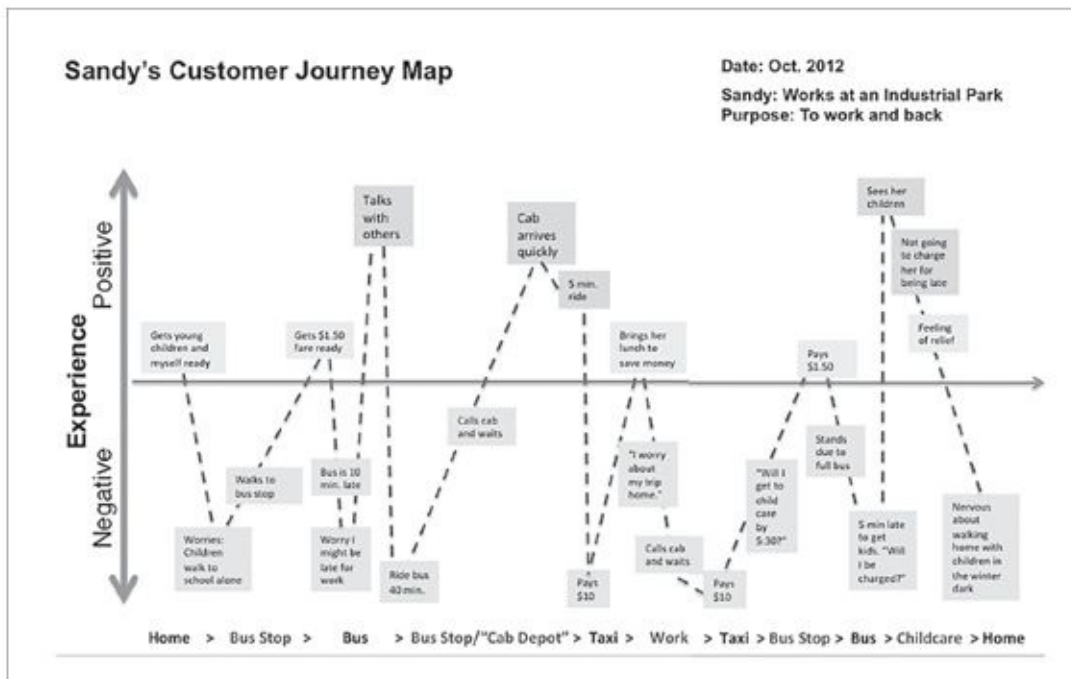 Sandy's Customer Journey Map
Date: Oct. 2012
Sandy: Works at an Industrial Park
Purpose: To work and back
Experience
Positive
Negative
Gets young
children and
myself ready
Worries:
Children
walk to
school alone
Walks to
bus stop
Gets $1.50
fare ready
Bus is 10
min. late
Worry I
might be
late for
work
Talks
with
others
Ride bus
40 min.
Calls cab
and waits
Cab
arrives
quickly
5 min.
ride
Pays
$10
Brings her
lunch to
save money
"I worry
about
my trip
home."
Calls cab
and waits
Pays
$10
"Will I
get to
child
care
by
5:30?"
Pays
$1.50
Stands
due to
full bus
5 min late
to get
kids. "Will
I be
charged?"
Sees her
children
Not going
to charge
her for
being late
Feeling
of relief
Nervous
about
walking
home with
children in
the winter
dark
Home > Bus Stop > Bus > Bus Stop/"Cab Depot" > Taxi > Work > Taxi > Bus Stop > Bus > Childcare > Home